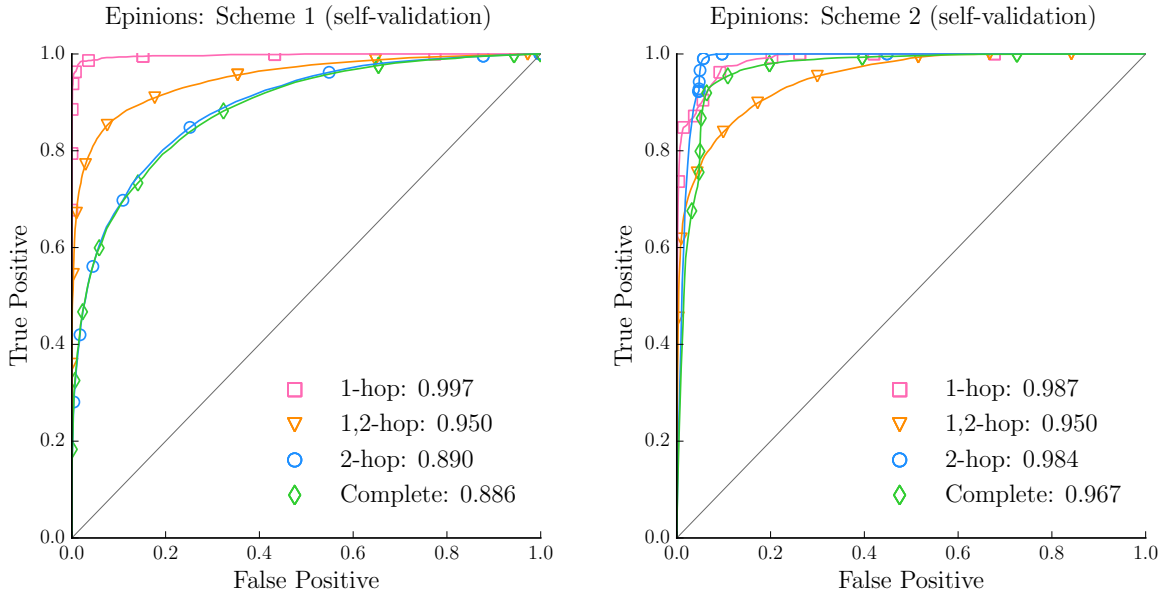 Epinions: Scheme 1 (self-validation)
True Positive
1.0
0.8
0.6
0.4
0.2
0.0
1-hop: 0.997
1,2-hop: 0.950
2-hop: 0.890
Complete: 0.886
0.0 0.2 0.4 0.6 0.8 1.0
False Positive
Epinions: Scheme 2 (self-validation)
True Positive
1.0
0.8
0.6
0.4
0.2
0.0
1-hop: 0.987
1,2-hop: 0.950
2-hop: 0.984
Complete: 0.967
0.0 0.2 0.4 0.6 0.8 1.0
False Positive